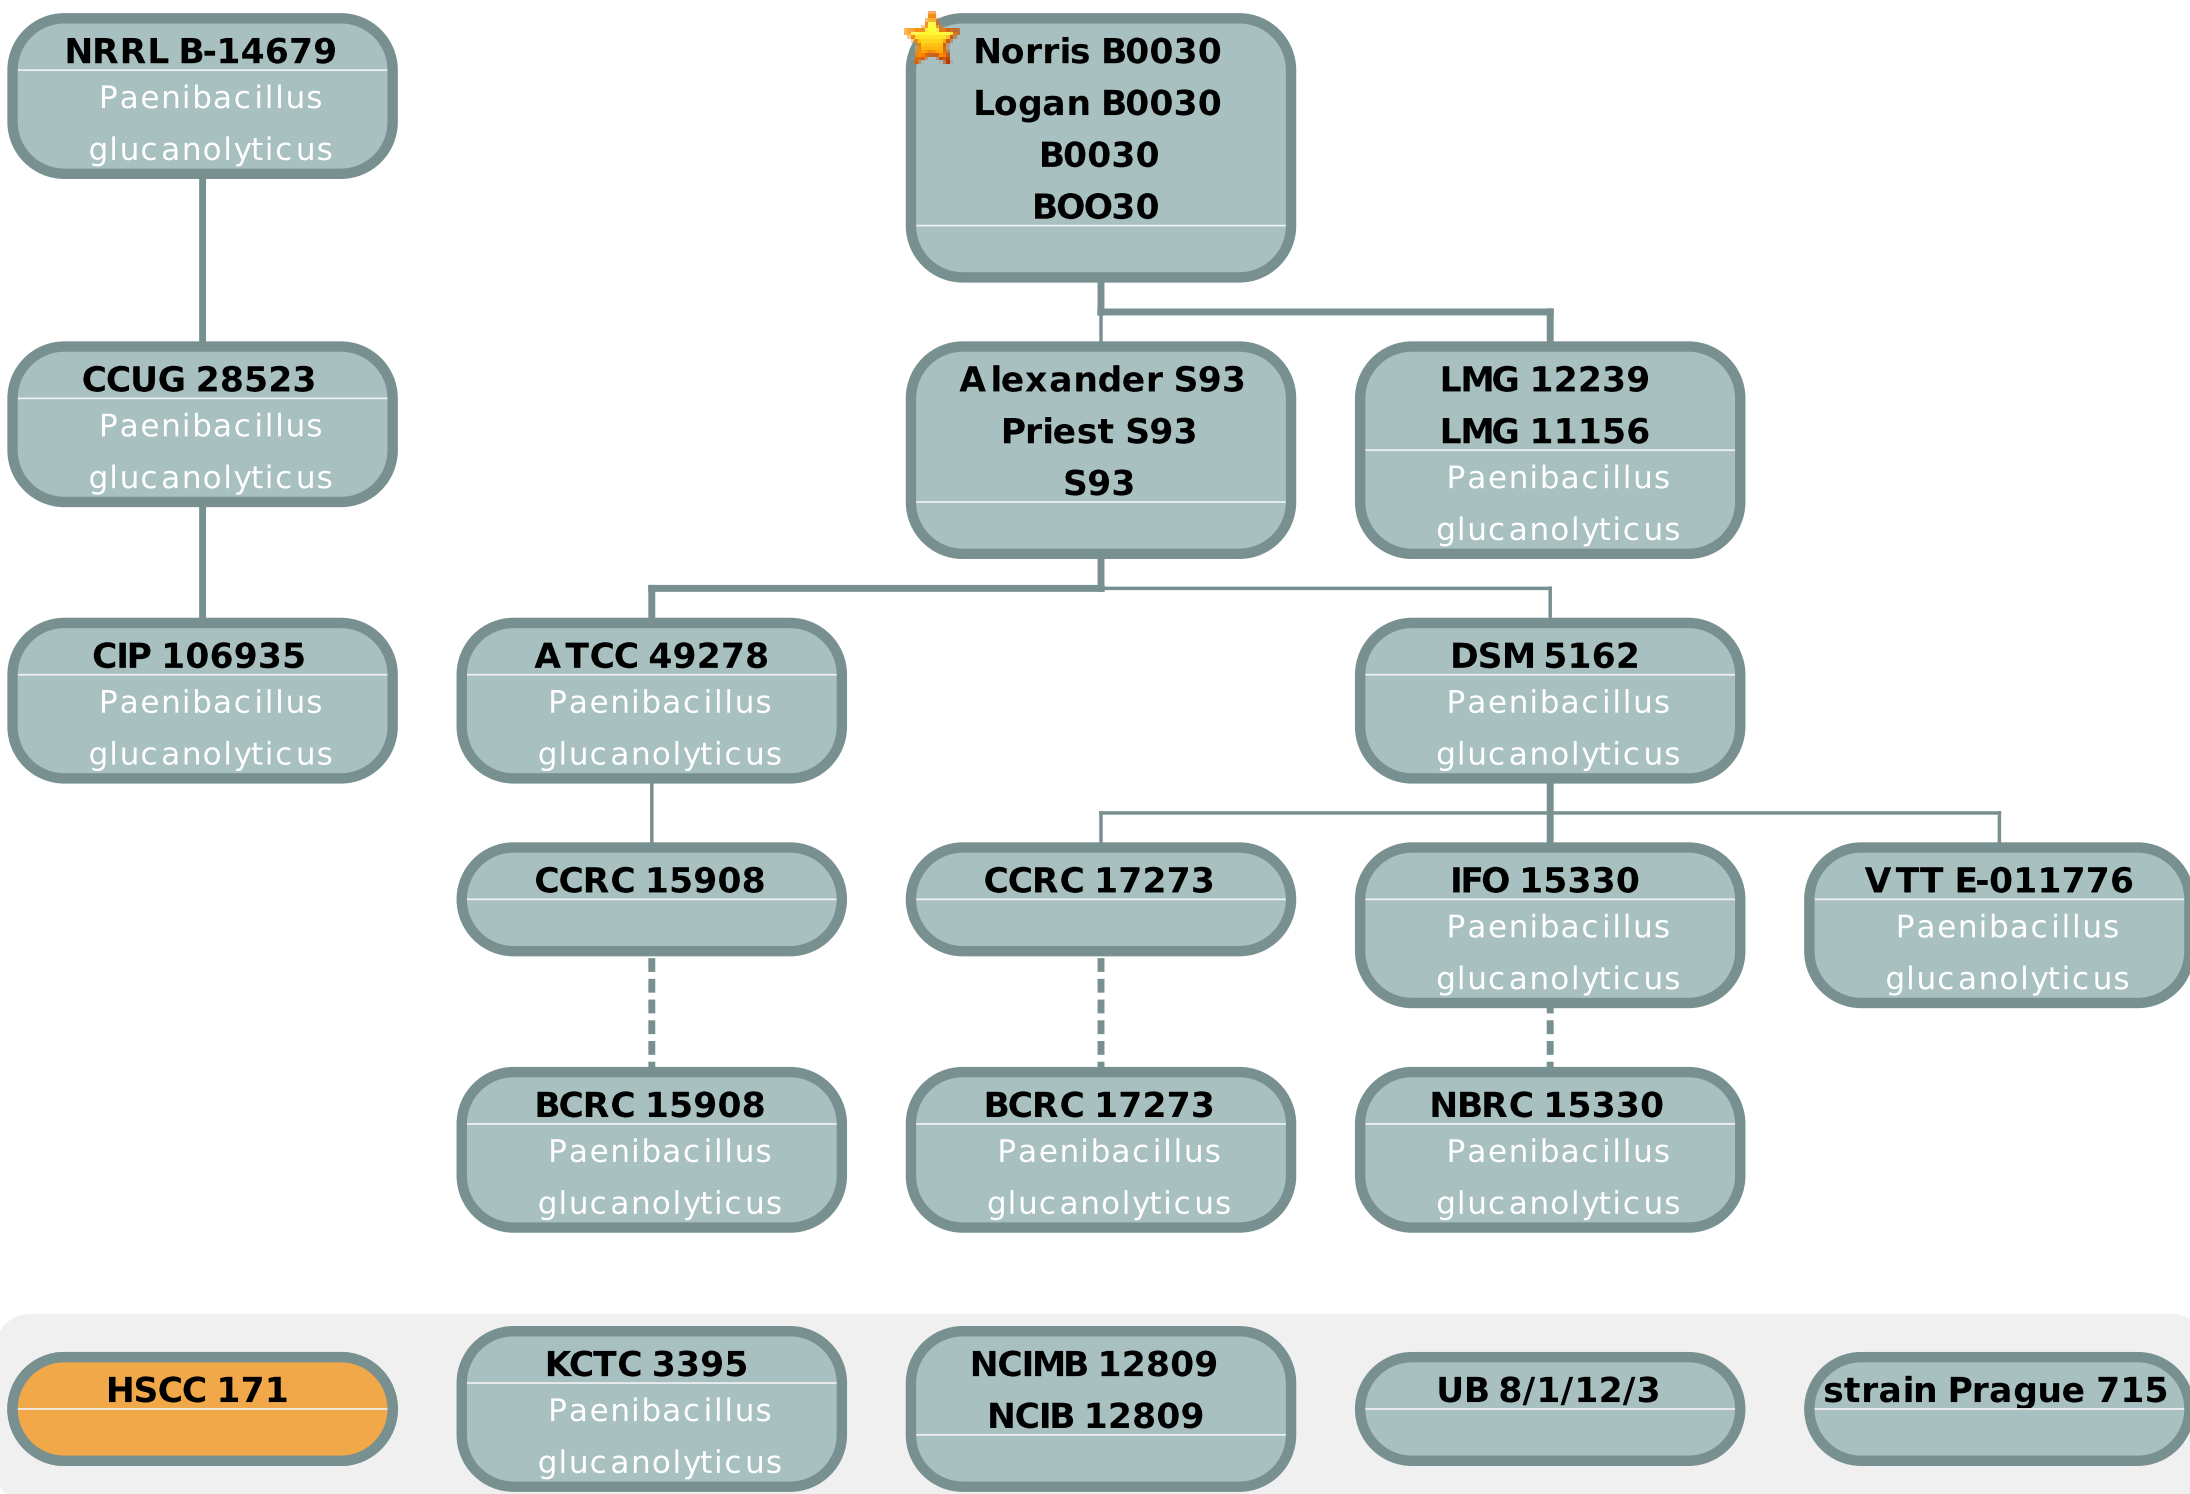 NRRL B-14679
Paenibacillus
glucanolyticus
Norris B0030
Logan B0030
B0030
BOO30
CCUG 28523
Paenibacillus
glucanolyticus
Alexander S93
Priest S93
S93
LMG 12239
LMG 11156
Paenibacillus
glucanolyticus
CIP 106935
Paenibacillus
glucanolyticus
ATCC 49278
Paenibacillus
glucanolyticus
DSM 5162
Paenibacillus
glucanolyticus
CCRC 15908
CCRC 17273
IFO 15330
Paenibacillus
glucanolyticus
VTT E-011776
Paenibacillus
glucanolyticus
BCRC 15908
Paenibacillus
glucanolyticus
BCRC 17273
Paenibacillus
glucanolyticus
NBRC 15330
Paenibacillus
glucanolyticus
HSCC 171
KCTC 3395
Paenibacillus
glucanolyticus
NCIMB 12809
NCIB 12809
UB 8/1/12/3
strain Prague 715